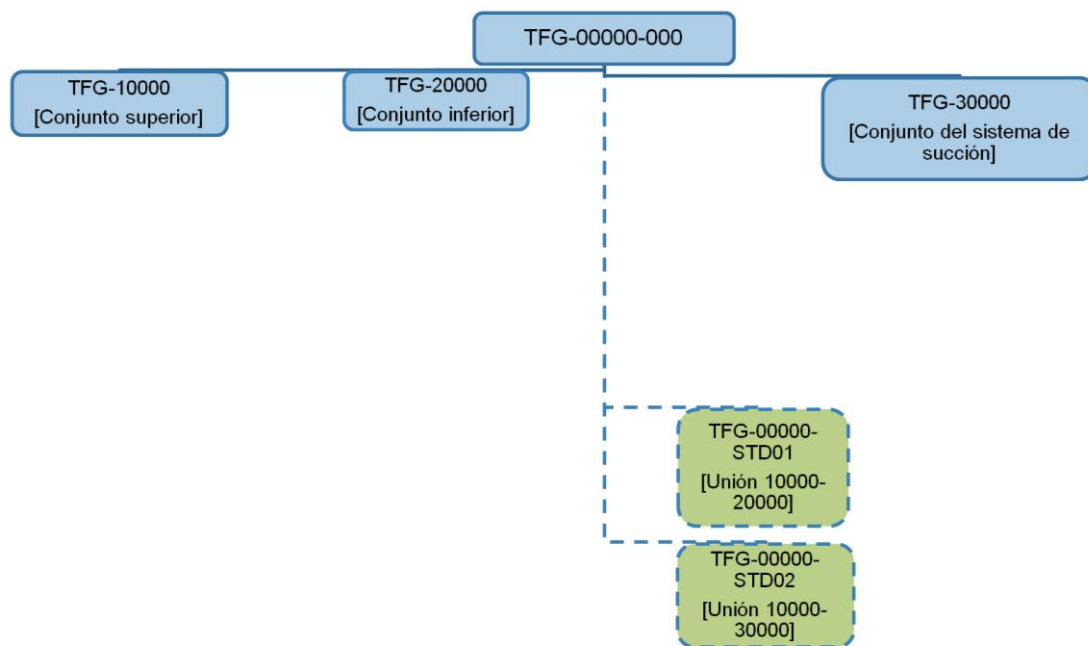 TFG-00000-000
TFG-10000
[Conjunto superior]
TFG-20000
[Conjunto inferior]
TFG-30000
[Conjunto del sistema de
succión]
TFG-00000-
STD01
[Unión 10000-
20000]
TFG-00000-
STD02
[Unión 10000-
30000]